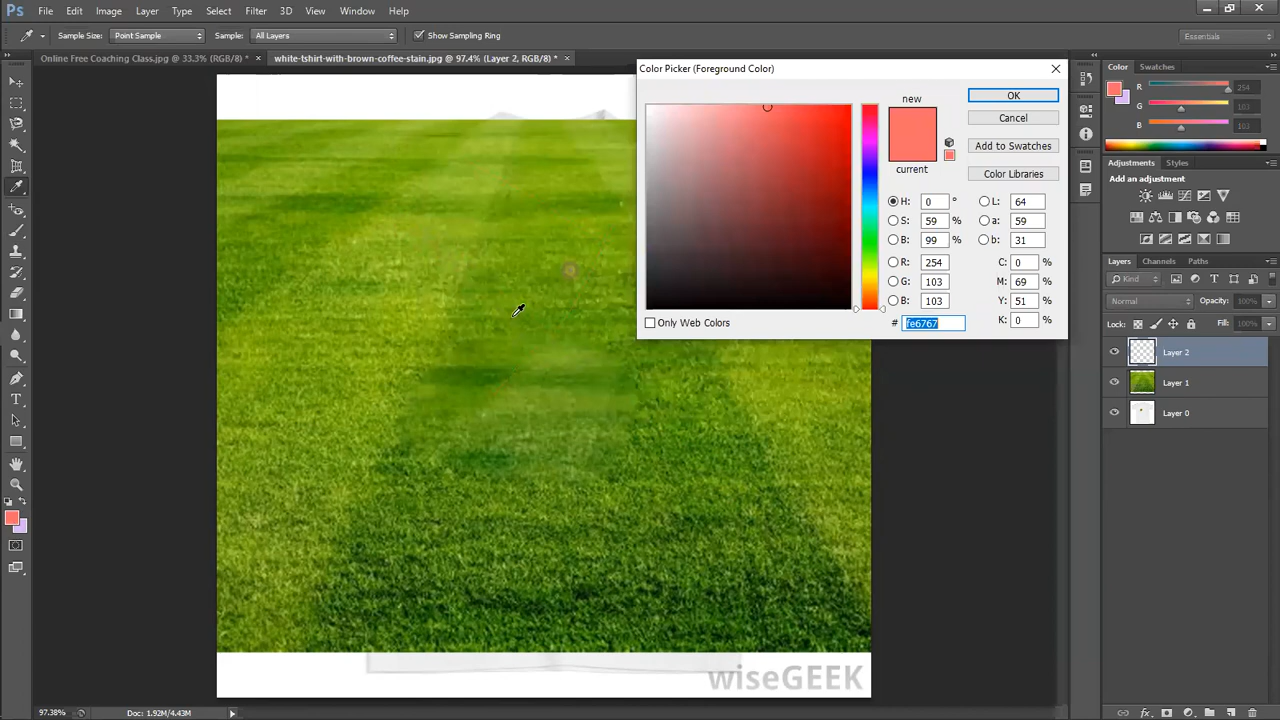 Ps File Edit Image Layer Type Select Filter 3D View Window Help
Sample Size: Point Sample Sample: All Layers Show Sampling Ring Essentials
Online Free Coaching Class.jpg @ 33.3% (RGB/8) * × white-tshirt-with-brown-coffee-stain.jpg @ 97.4% (Layer 2, RGB/8) * ×
Color Picker (Foreground Color)
new
current
OK
Cancel
Add to Swatches
Color Libraries
H: 0 ° L: 64
S: 59 % a: 59
B: 99 % b: 31
R: 254 C: 0 %
G: 103 M: 69 %
B: 103 Y: 51 %
# fe6767 K: 0 %
Only Web Colors
Color Swatches
R 254
G 103
B 103
Adjustments Styles
Add an adjustment
Layers Channels Paths
Kind
Normal Opacity: 100%
Lock: Fill: 100%
Layer 2
Layer 1
Layer 0
wiseGEEK
97.38% Doc: 1.92M/4.43M